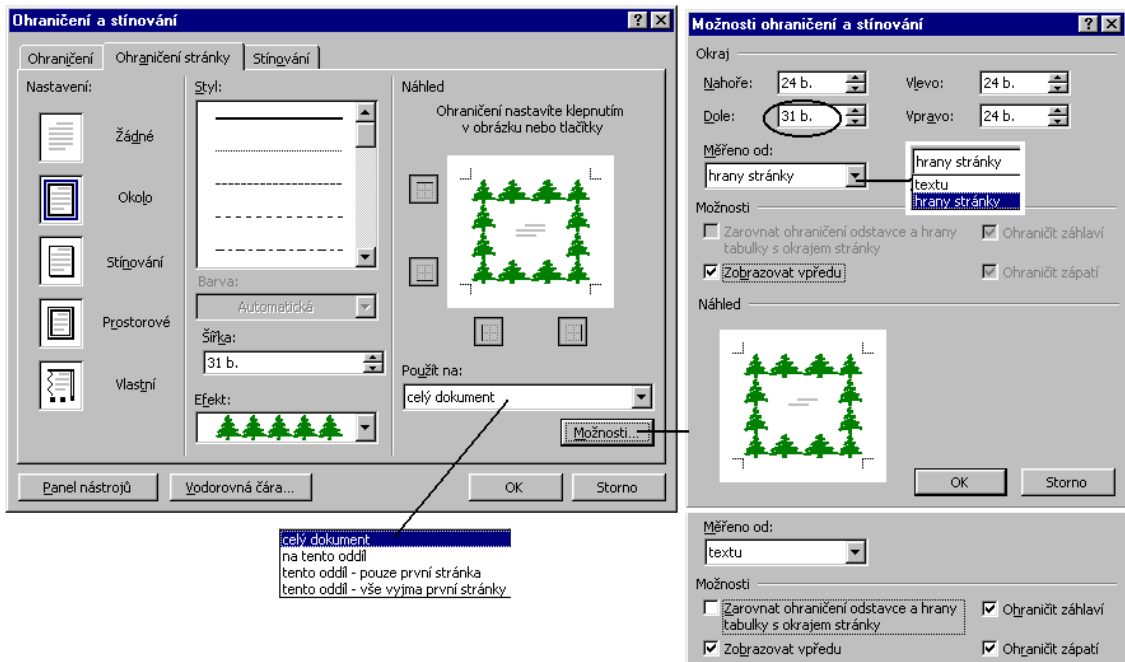 Ohraničení a stínování
Ohraničení
Ohraničení stránky
Stínování
Nastavení:
Žádné
Okolo
Stínování
Prostorové
Vlastní
Styl:
Barva:
Automatická
Šířka:
31 b.
Efekt:
Náhled
Ohraničení nastavíte klepnutím
v obrázku nebo tlačítky
Použít na:
celý dokument
Možnosti...
Panel nástrojů
Vodorovná čára...
OK
Storno
celý dokument
na tento oddíl
tento oddíl - pouze první stránka
tento oddíl - vše vyjma první stránky
Možnosti ohraničení a stínování
Okraj
Nahoře:
24 b.
Vlevo:
24 b.
Dole:
31 b.
Vpravo:
24 b.
Měřeno od:
hrany stránky
hrany stránky
textu
hrany stránky
Možnosti
Zarovnat ohraničení odstavce a hrany
tabulky s okrajem stránky
Ohraničit záhlaví
Zobrazovat vpředu
Ohraničit zápatí
Náhled
OK
Storno
Měřeno od:
textu
Možnosti
Zarovnat ohraničení odstavce a hrany
tabulky s okrajem stránky
Ohraničit záhlaví
Zobrazovat vpředu
Ohraničit zápatí